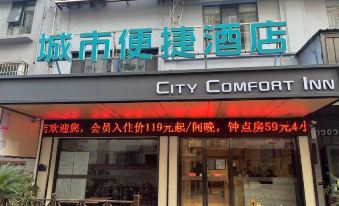 城市便捷酒店
CITY COMFORT INN
店欢迎您，会员入住价119元起/间晚，钟点房59元4小